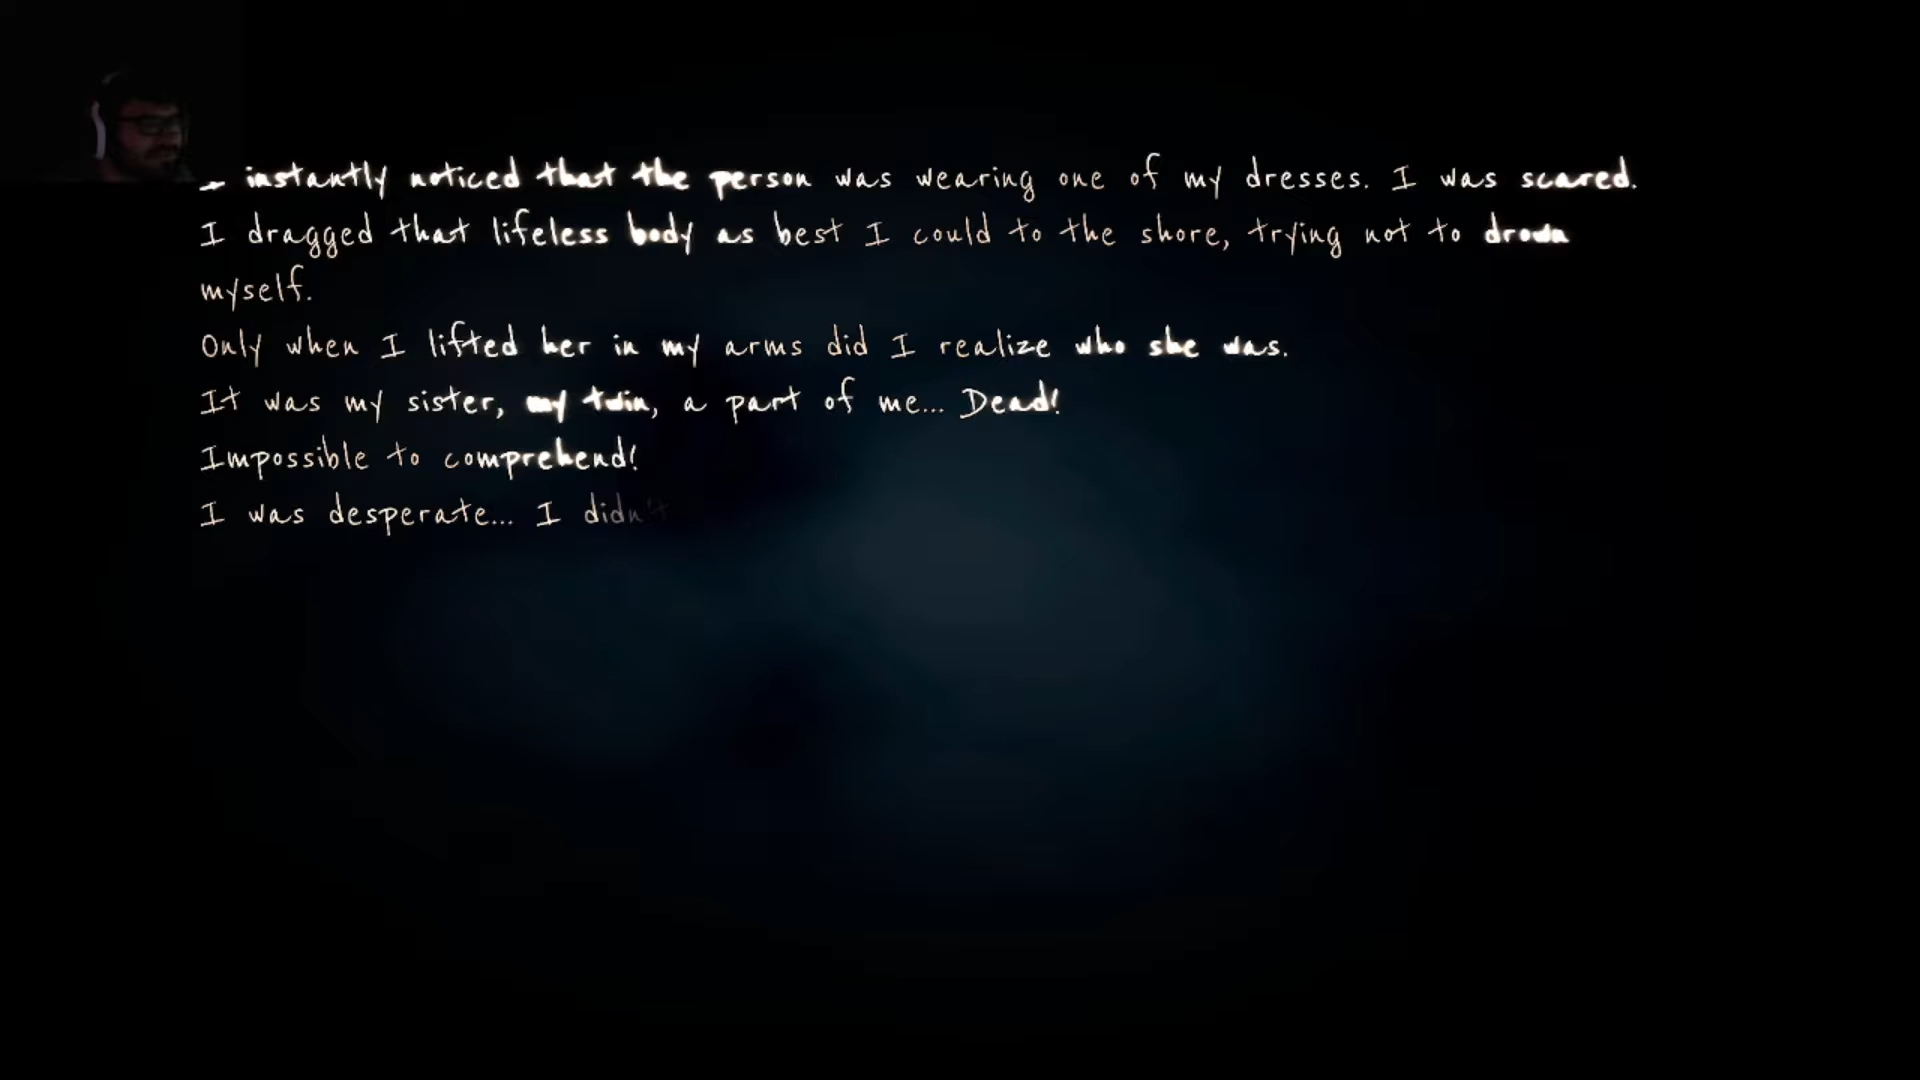 instantly noticed that the person was wearing one of my dresses. I was scared.
I dragged that lifeless body as best I could to the shore, trying not to drown
myself.
Only when I lifted her in my arms did I realize who she was.
It was my sister, my twin, a part of me... Dead!
Impossible to comprehend!
I was desperate... I didn't